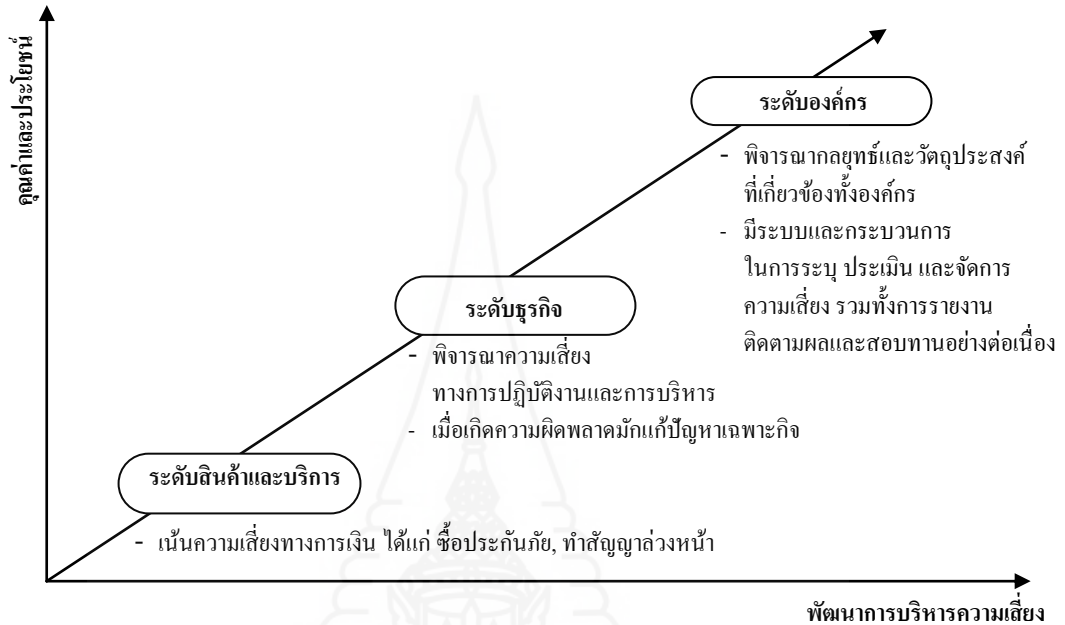 คุณค่าและประโยชน์
ระดับองค์กร
- พิจารณากลยุทธ์และวัตถุประสงค์
ที่เกี่ยวข้องทั้งองค์กร
- มีระบบและกระบวนการ
ในการระบุ ประเมิน และจัดการ
ความเสี่ยง รวมทั้งการรายงาน
ติดตามผลและสอบทานอย่างต่อเนื่อง
ระดับธุรกิจ
- พิจารณาความเสี่ยง
ทางการปฏิบัติงานและการบริหาร
- เมื่อเกิดความผิดพลาดมักแก้ปัญหาเฉพาะกิจ
ระดับสินค้าและบริการ
- เน้นความเสี่ยงทางการเงิน ได้แก่ ซื้อประกันภัย, ทำสัญญาล่วงหน้า
พัฒนาการบริหารความเสี่ยง